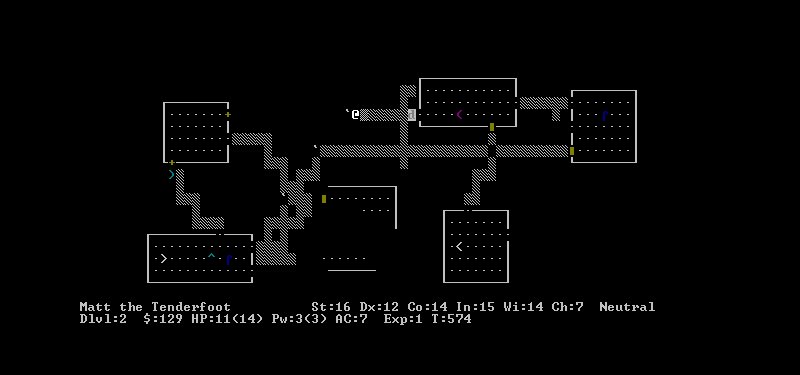 Matt the Tenderfoot St:16 Dx:12 Co:14 In:15 Wi:14 Ch:7 Neutral
Dlvl:2 $:129 HP:11(14) Pw:3(3) AC:7 Exp:1 T:574